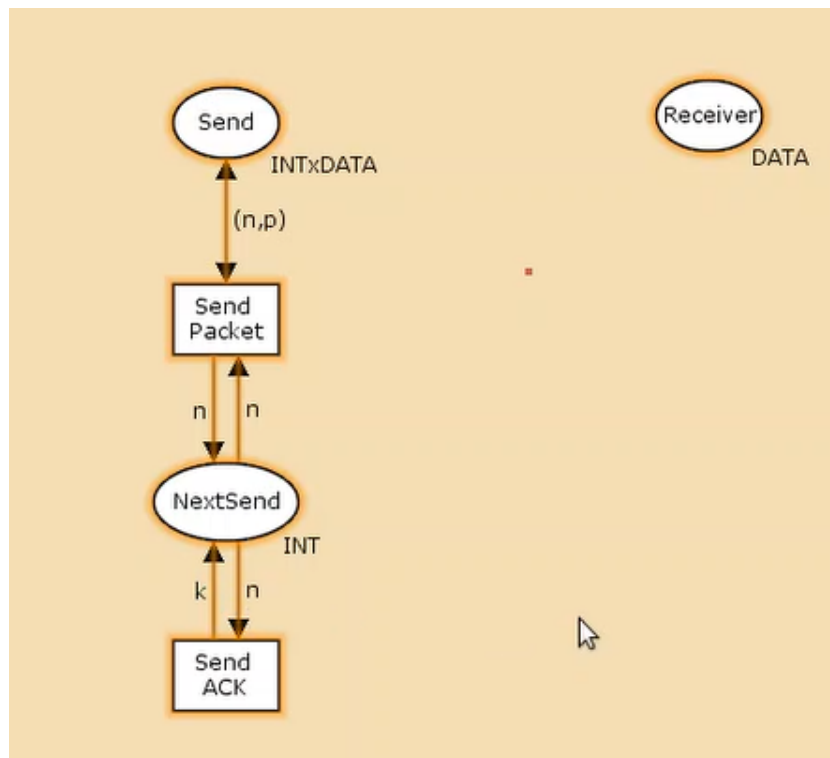 Send
INTxDATA
Receiver
DATA
(n,p)
Send
Packet
n
n
NextSend
INT
k
n
Send
ACK